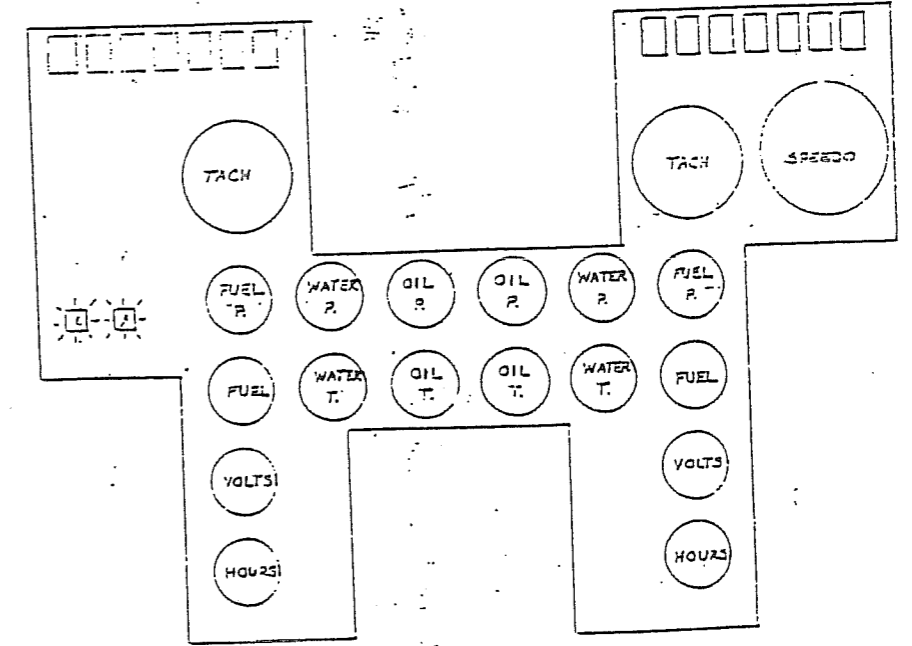 TACH
TACH
SPEEDO
FUEL
P.
WATER
P.
OIL
P.
OIL
P.
WATER
P.
FUEL
P.
FUEL
WATER
T.
OIL
T.
OIL
T.
WATER
T.
FUEL
VOLTS
VOLTS
HOURS
HOURS